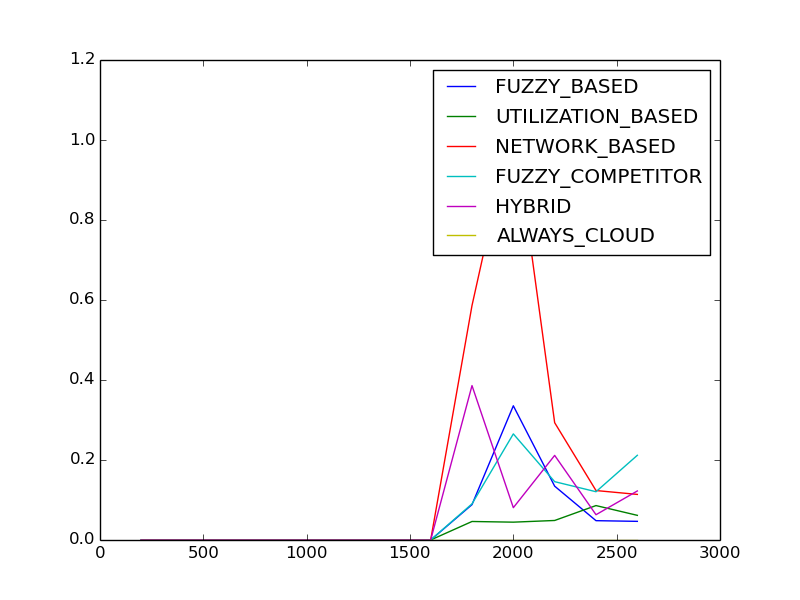 1.2
1.0
0.8
0.6
0.4
0.2
0.0
FUZZY_BASED
UTILIZATION_BASED
NETWORK_BASED
FUZZY_COMPETITOR
HYBRID
ALWAYS_CLOUD
0 500 1000 1500 2000 2500 3000